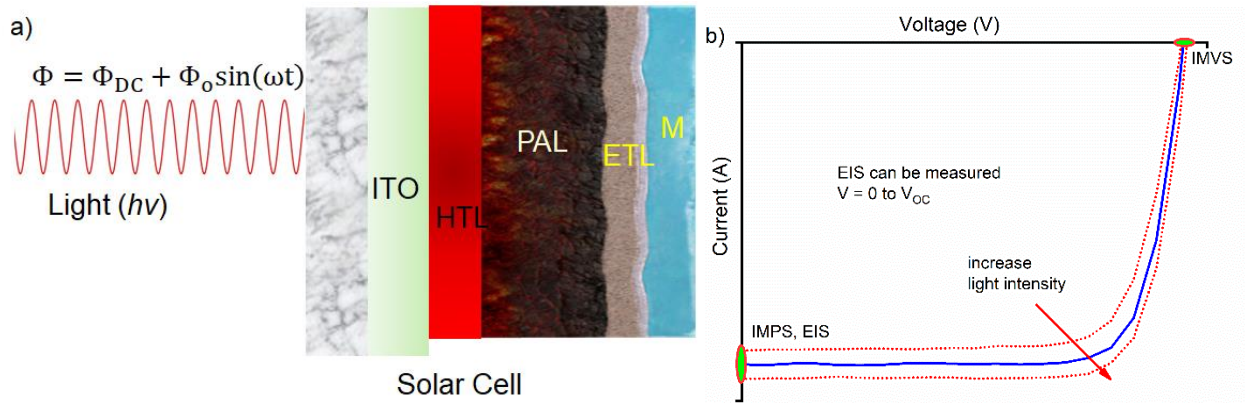 a)
Φ = Φ_DC + Φ_o sin(ωt)
Light (hv)
ITO
HTL
PAL
ETL
M
Solar Cell
b)
Voltage (V)
IMVS
EIS can be measured
V = 0 to V_OC
Current (A)
increase
light intensity
IMPS, EIS